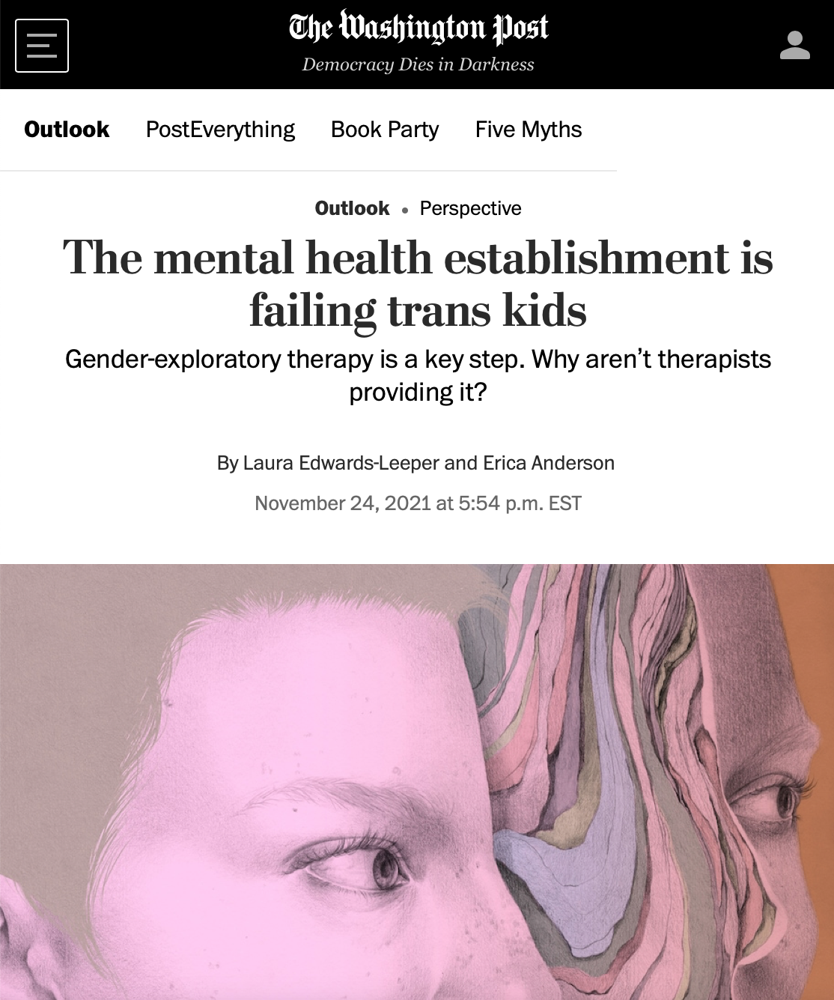 The Washington Post
Democracy Dies in Darkness
Outlook PostEverything Book Party Five Myths
Outlook • Perspective
The mental health establishment is
failing trans kids
Gender-exploratory therapy is a key step. Why aren’t therapists
providing it?
By Laura Edwards-Leeper and Erica Anderson
November 24, 2021 at 5:54 p.m. EST